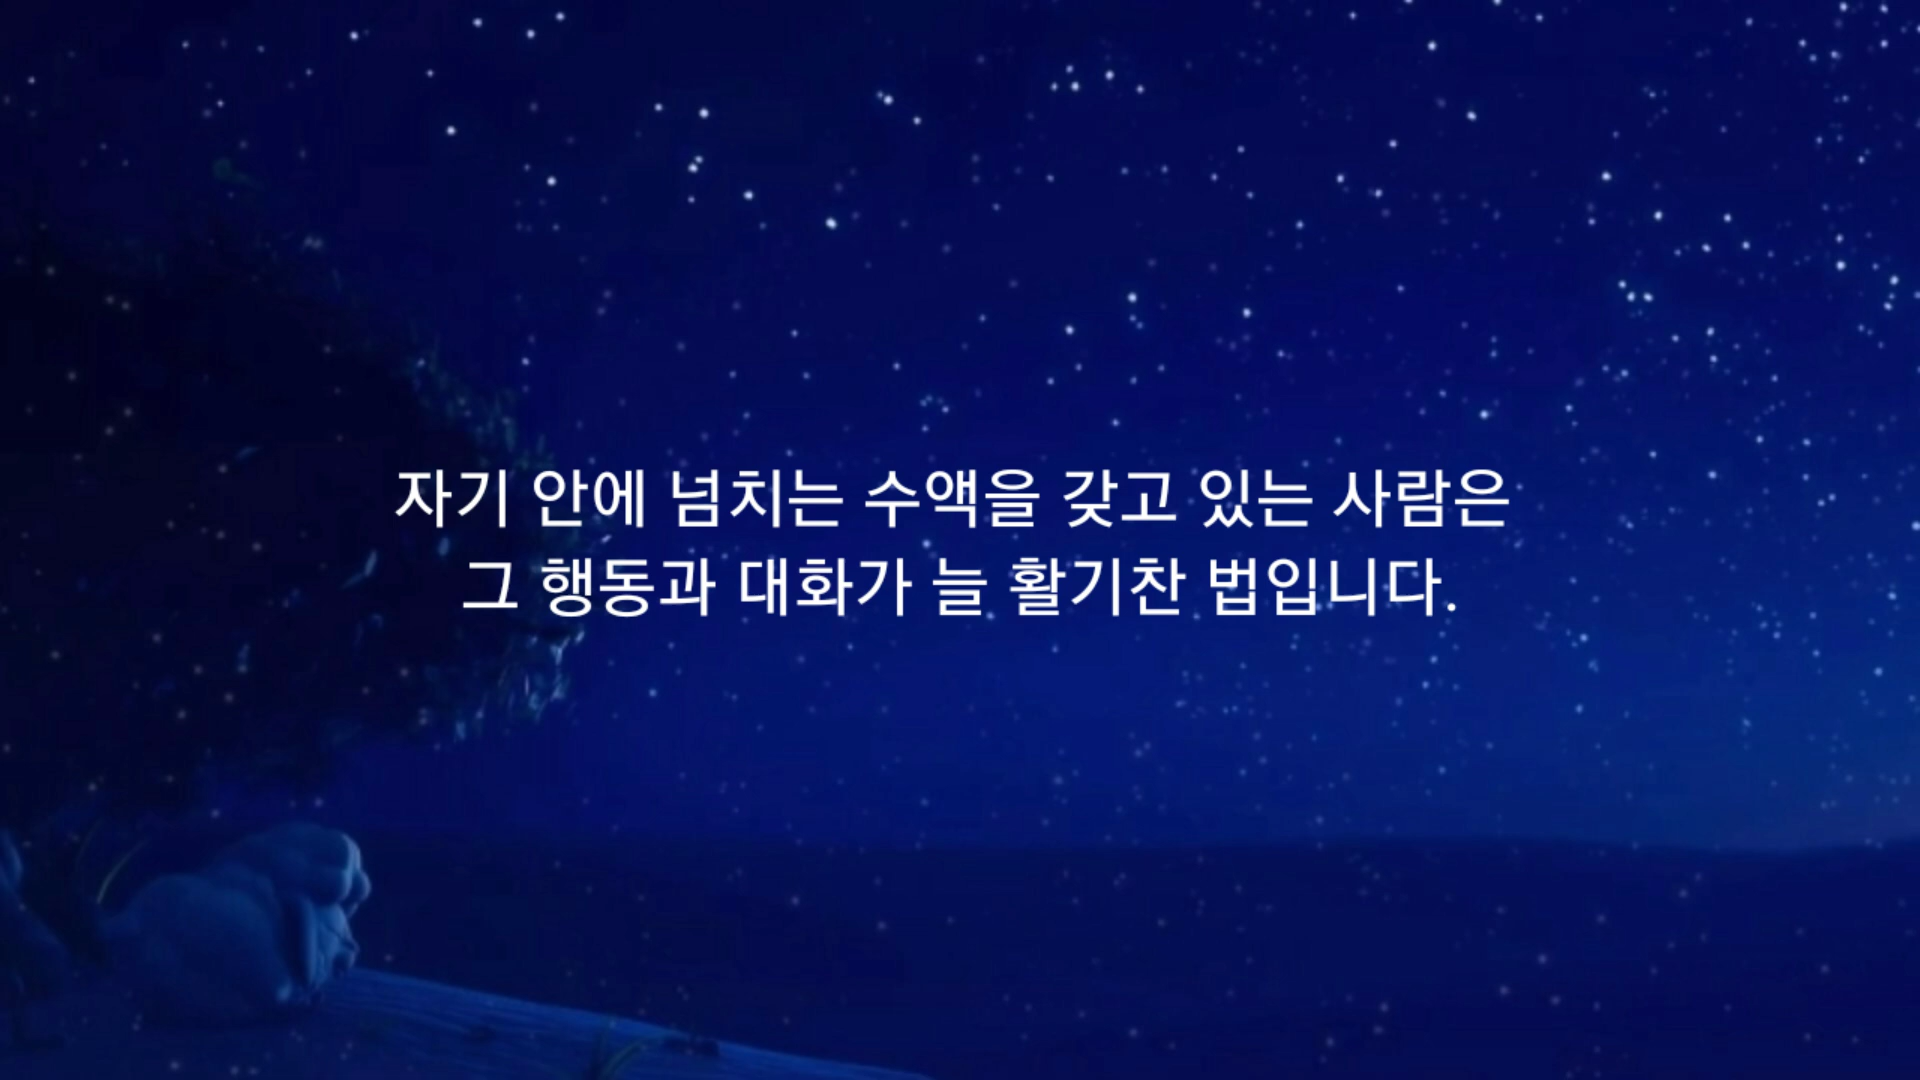 자기 안에 넘치는 수액을 갖고 있는 사람은
그 행동과 대화가 늘 활기찬 법입니다.